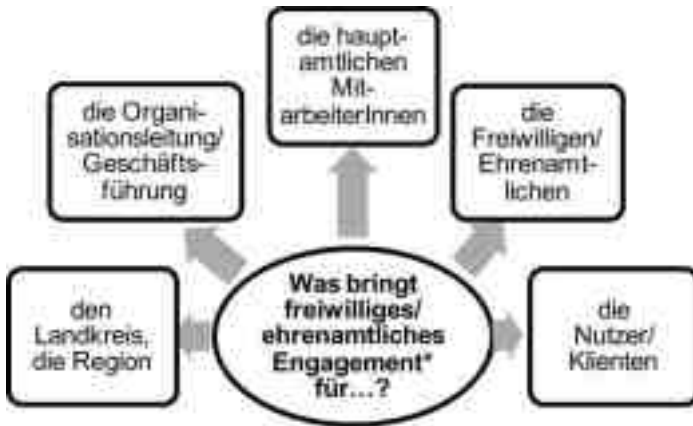 die haupt-
amtlichen
Mit-
arbeiterInnen
die Organi-
sationsleitung/
Geschäfts-
führung
die
Freiwilligen/
Ehrenamt-
lichen
den
Landkreis,
die Region
Was bringt
freiwilliges/
ehrenamtliches
Engagement*
für...?
die
Nutzer/
Klienten